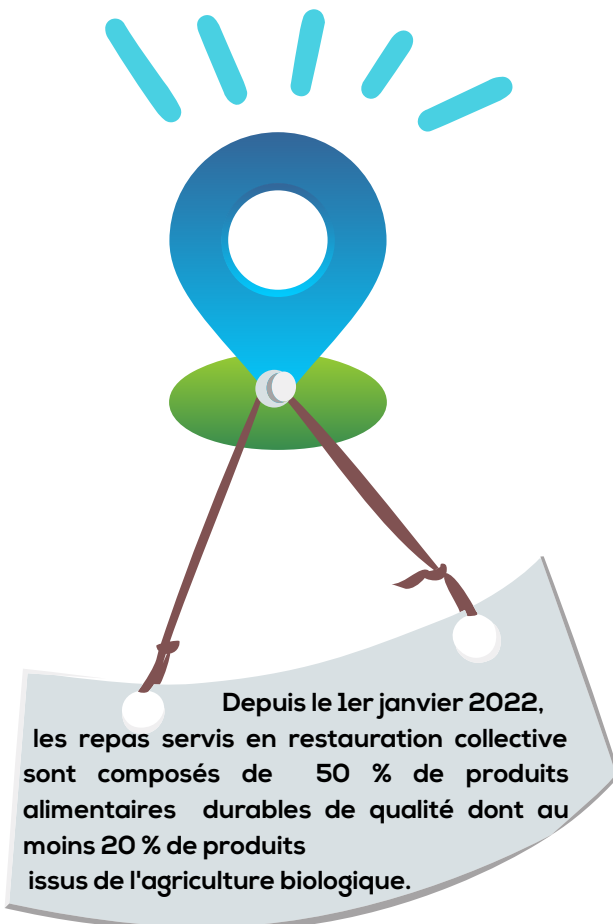 Depuis le 1er janvier 2022,
les repas servis en restauration collective
sont composés de 50 % de produits
alimentaires durables de qualité dont au
moins 20 % de produits
issus de l'agriculture biologique.